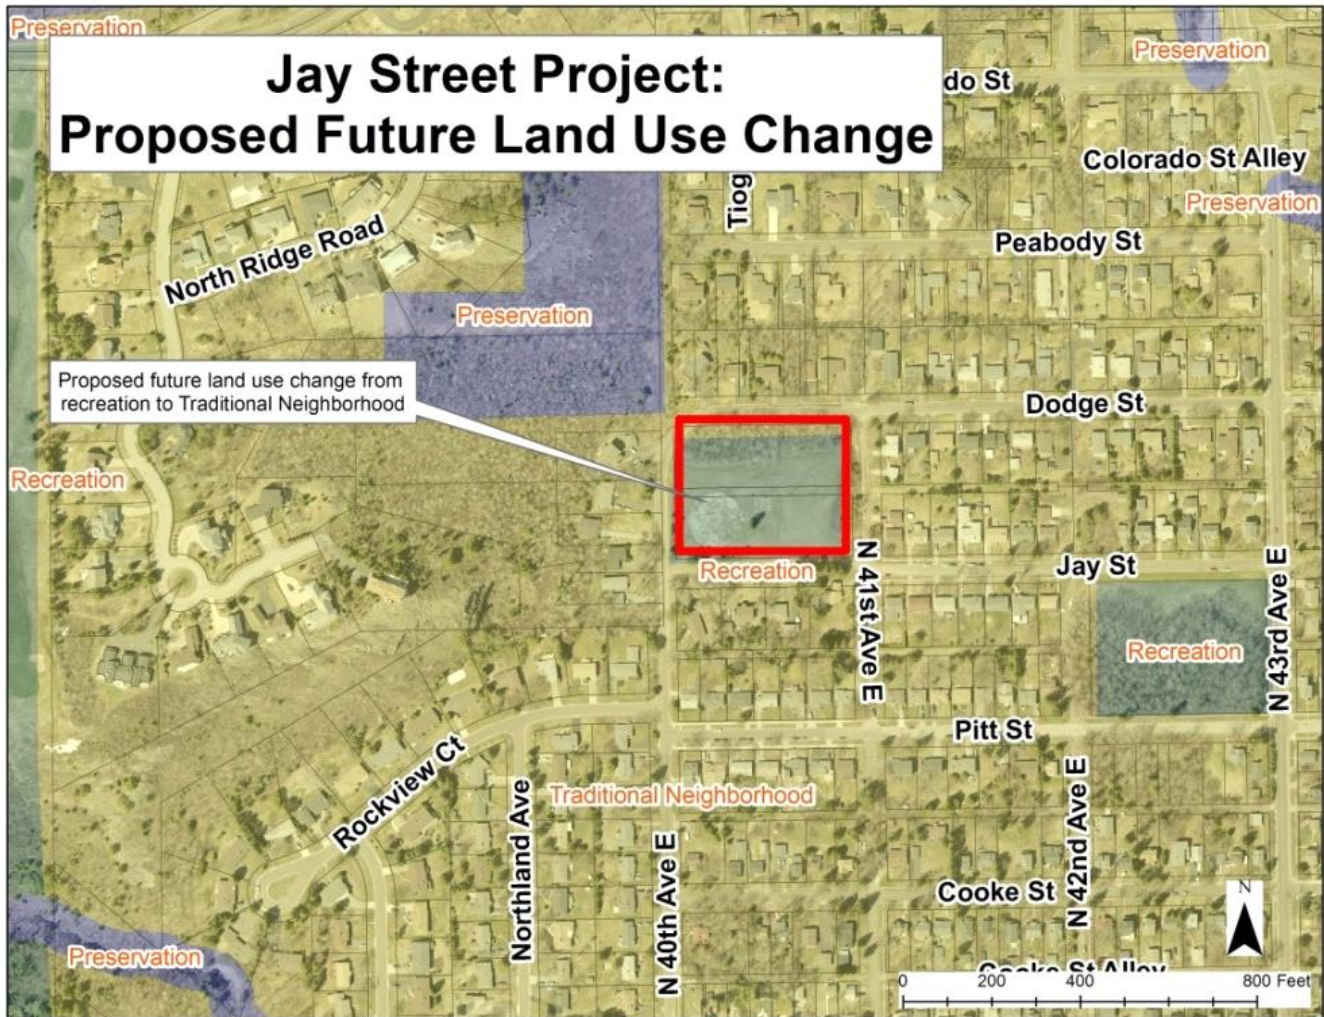 Preservation
Jay Street Project:
Proposed Future Land Use Change
Preservation
do St
Colorado St Alley
Preservation
Tiog
Peabody St
North Ridge Road
Preservation
Proposed future land use change from
recreation to Traditional Neighborhood
Dodge St
Recreation
Recreation
N 41st Ave E
Jay St
Recreation
N 43rd Ave E
Pitt St
Rockview Ct
Northland Ave
Traditional Neighborhood
N 40th Ave E
N 42nd Ave E
Cooke St
Preservation
N
Cooke St Alley
0 200 400 800 Feet